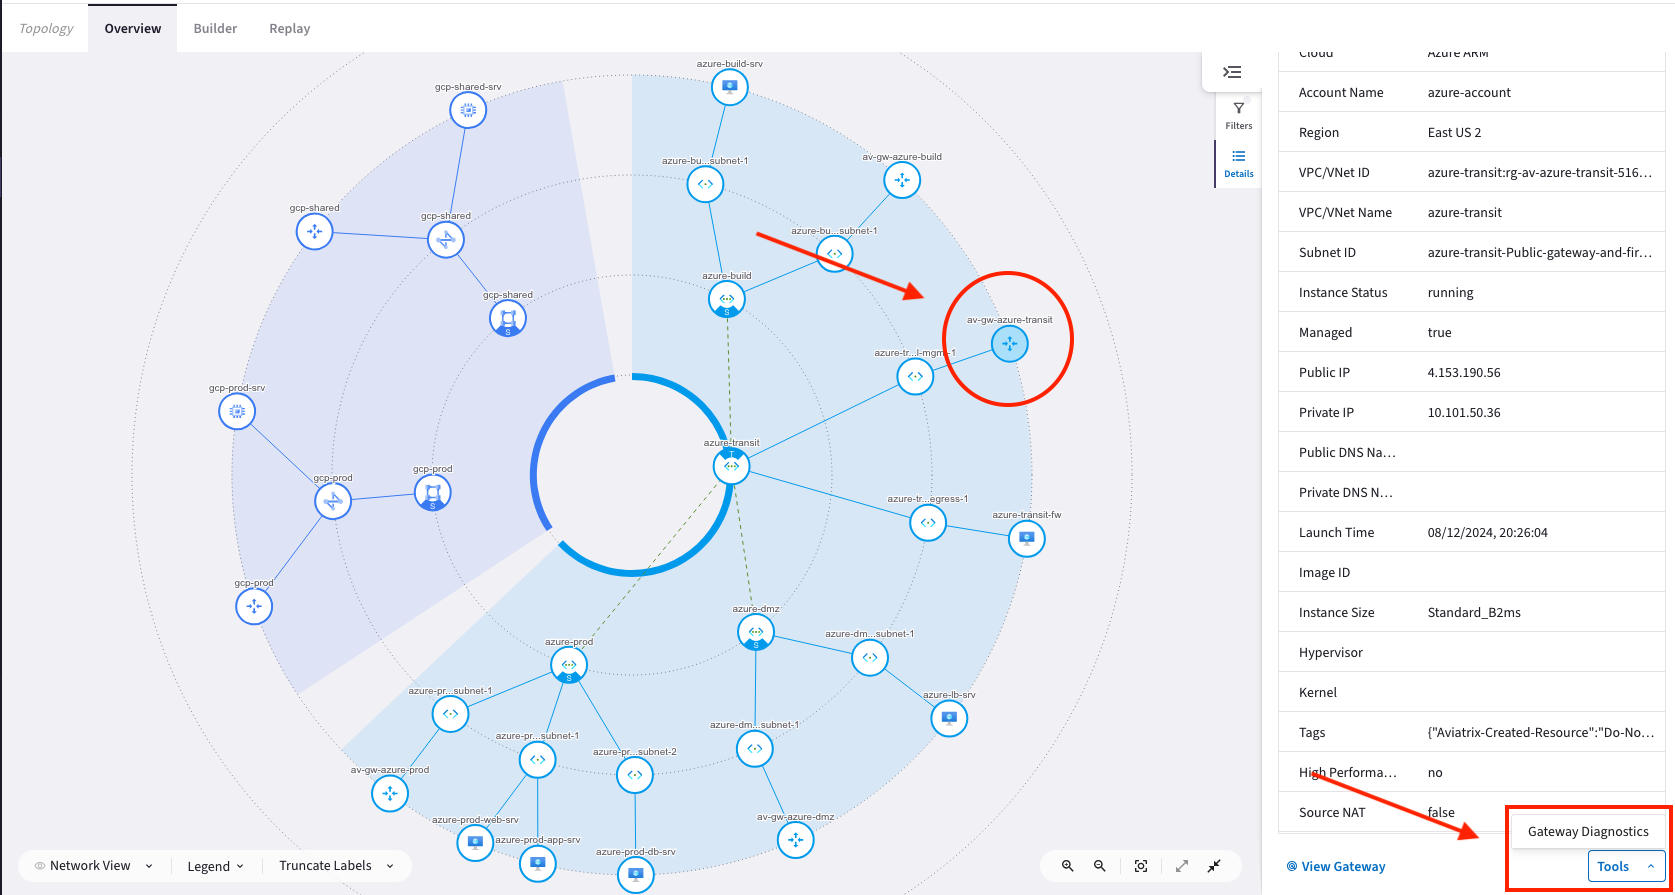 Topology
Overview
Builder
Replay
azure-build-srv
gcp-shared-srv
azure-bu...subnet-1
av-gw-azure-build
gcp-shared
gcp-shared
azure-bu...subnet-1
azure-build
S
gcp-shared
S
av-gw-azure-transit
azure-tr...l-mgm-1
gcp-prod-srv
azure-transit
T
gcp-prod
gcp-prod
S
azure-tr...egress-1
azure-transit-fw
gcp-prod
azure-dmz
S
azure-prod
S
azure-dm...subnet-1
azure-pr...subnet-1
azure-lb-srv
azure-dm...subnet-1
azure-pr...subnet-1
azure-pr...subnet-2
av-gw-azure-prod
av-gw-azure-dmz
azure-prod-web-srv
azure-prod-app-srv
azure-prod-db-srv
Network View
Legend
Truncate Labels
Filters
Details
Cloud Azure ARM
Account Name azure-account
Region East US 2
VPC/VNet ID azure-transit:rg-av-azure-transit-516...
VPC/VNet Name azure-transit
Subnet ID azure-transit-Public-gateway-and-fir...
Instance Status running
Managed true
Public IP 4.153.190.56
Private IP 10.101.50.36
Public DNS Na...
Private DNS N...
Launch Time 08/12/2024, 20:26:04
Image ID
Instance Size Standard_B2ms
Hypervisor
Kernel
Tags {"Aviatrix-Created-Resource":"Do-No...
High Performa... no
Source NAT false
Gateway Diagnostics
View Gateway
Tools